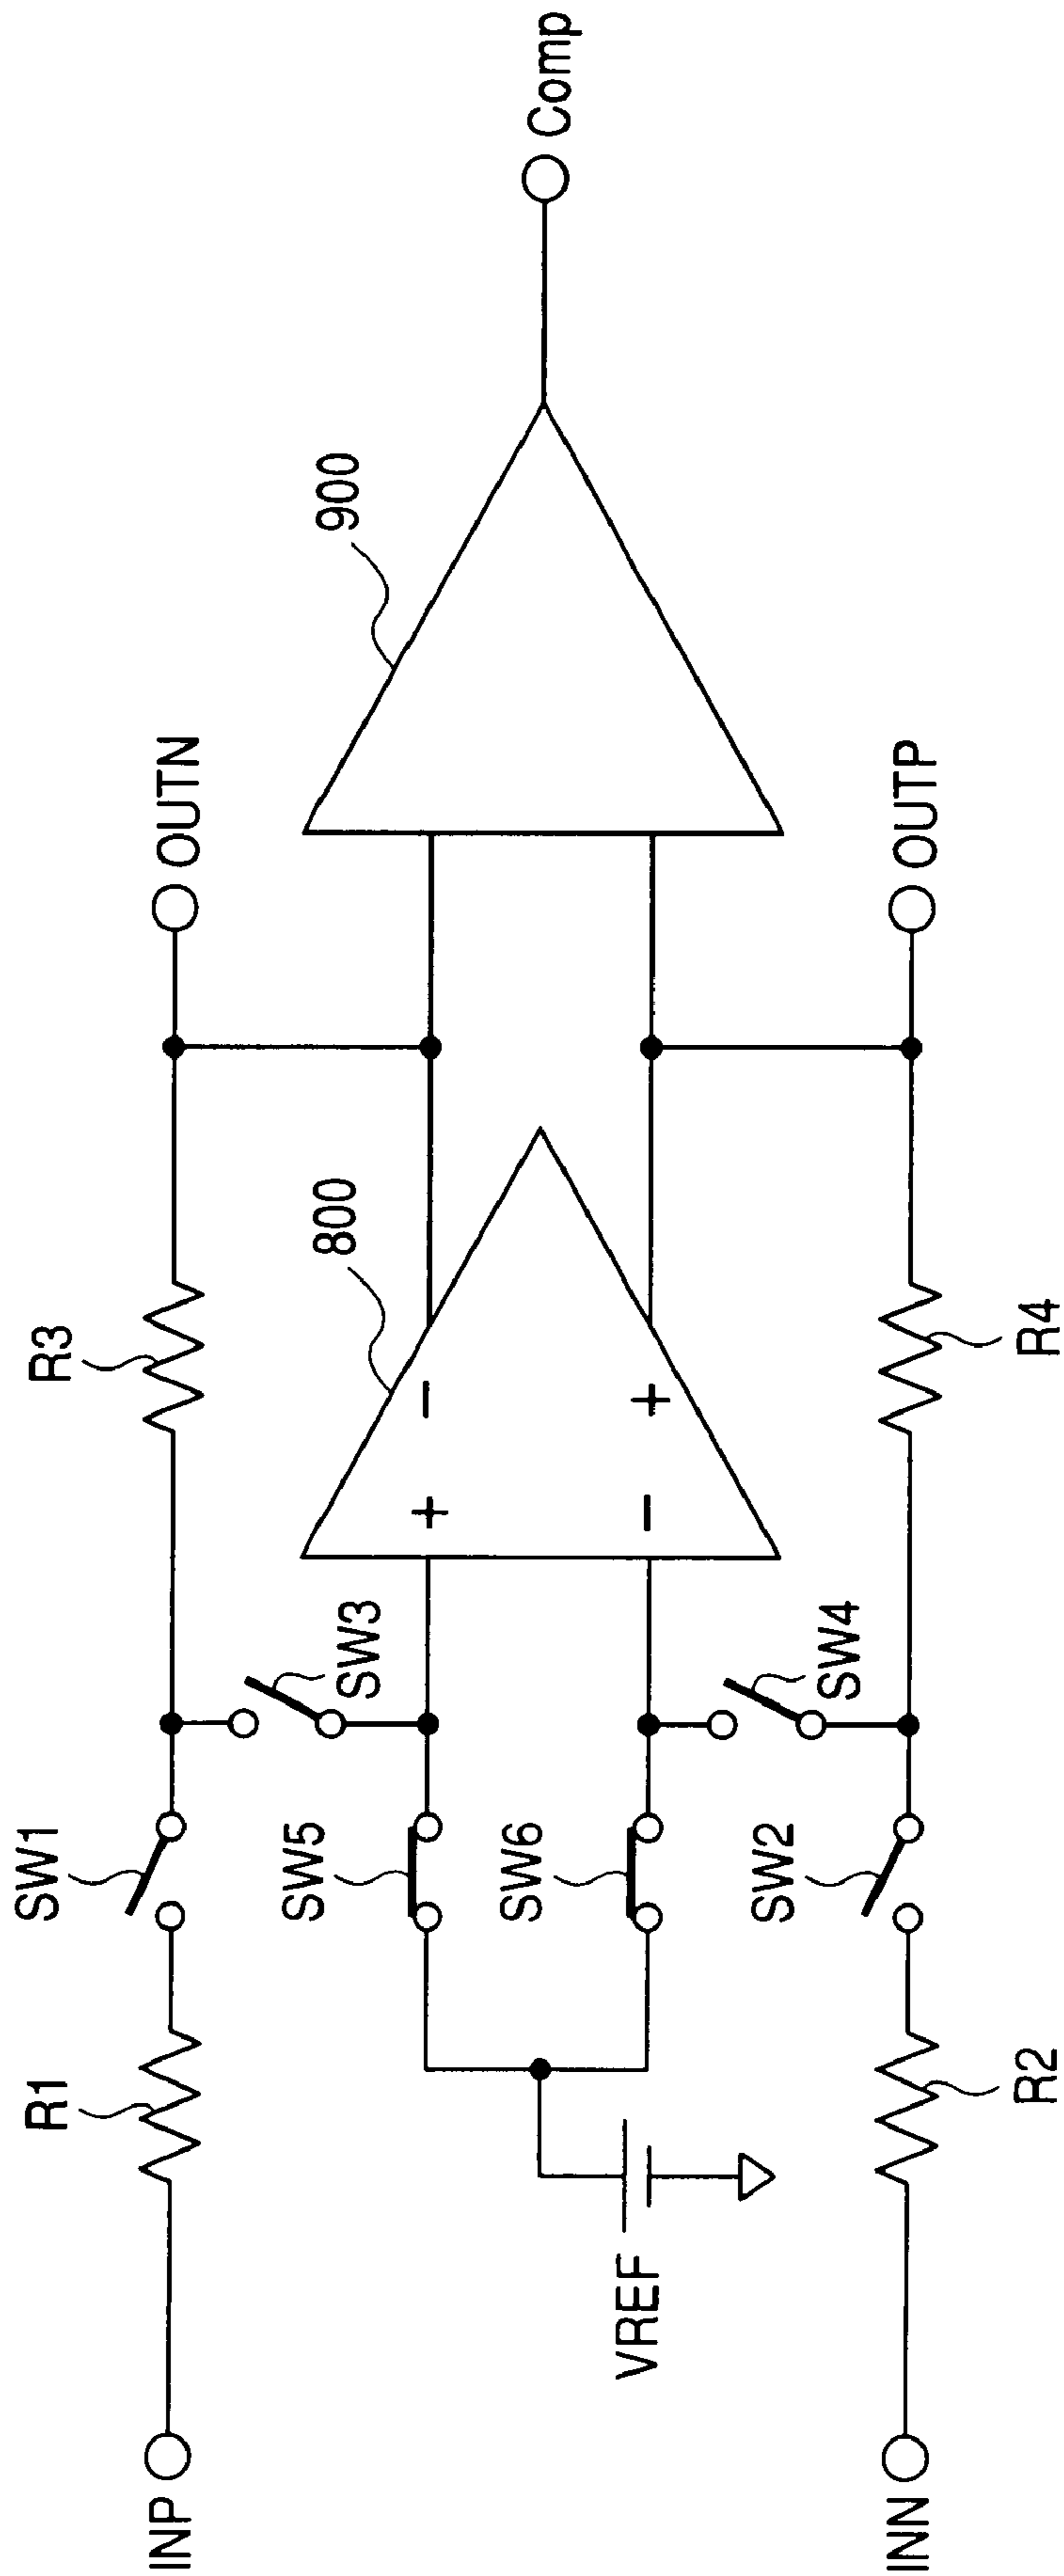 INP
R1
SW1
R3
OUTN
SW3
800
900
Comp
VREF
SW5
SW6
+
−
−
+
SW4
OUTP
INN
R2
SW2
R4